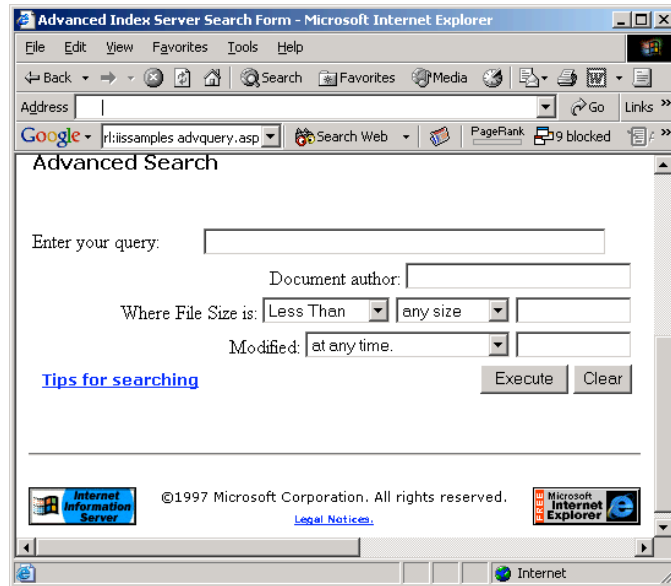 Advanced Index Server Search Form - Microsoft Internet Explorer
File Edit View Favorites Tools Help
Back Search Favorites Media
Address Go Links »
Google rl:iissamples advquery.asp Search Web PageRank 9 blocked »
Advanced Search
Enter your query:
Document author:
Where File Size is: Less Than any size
Modified: at any time.
Tips for searching Execute Clear
Internet Information Server ©1997 Microsoft Corporation. All rights reserved. FREE Microsoft Internet Explorer
Legal Notices.
Internet